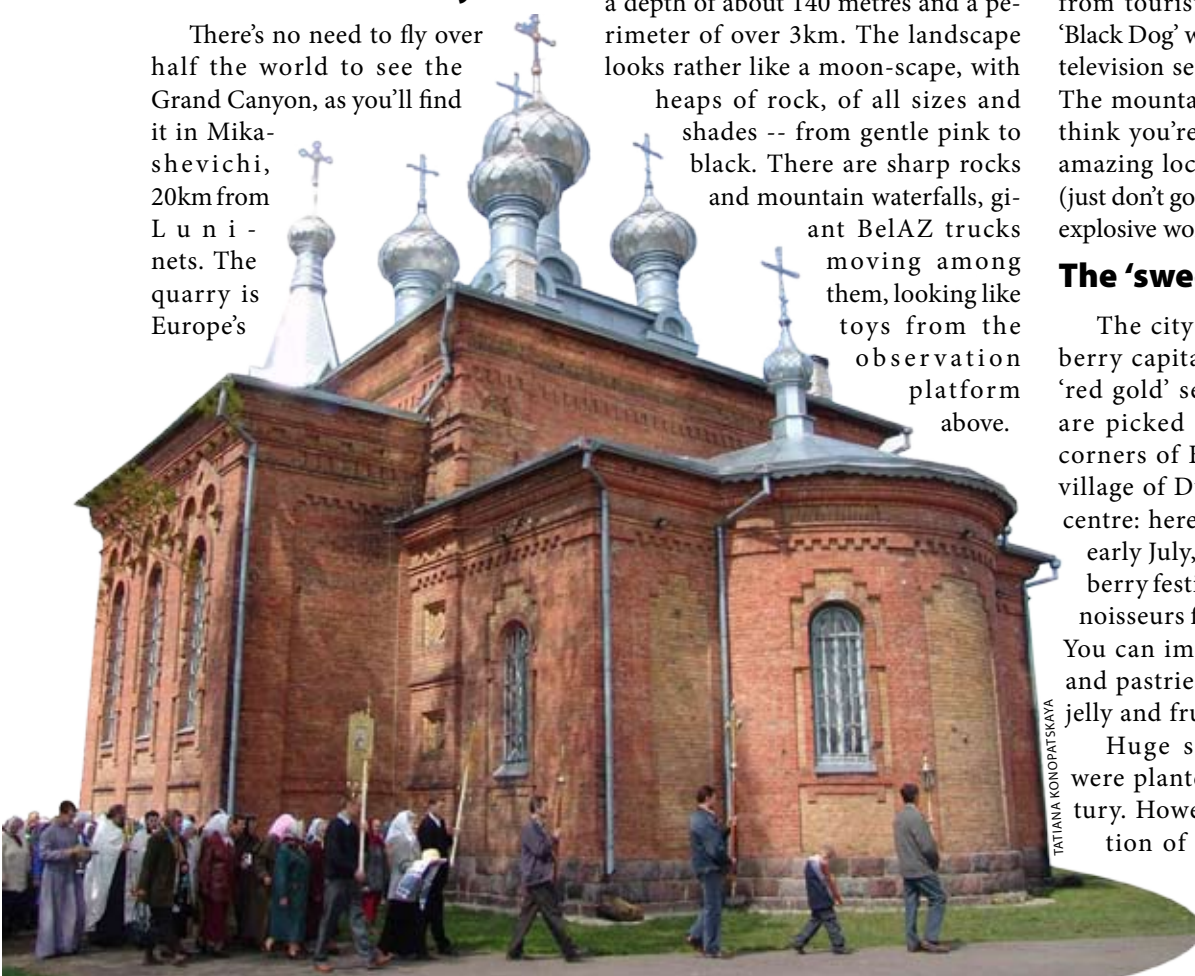 There's no need to fly over
half the world to see the
Grand Canyon, as you'll find
it in Mika-
shevichi,
20km from
Luni-
nets. The
quarry is
Europe's
a depth of about 140 metres and a pe-
rimeter of over 3km. The landscape
looks rather like a moon-scape, with
heaps of rock, of all sizes and
shades -- from gentle pink to
black. There are sharp rocks
and mountain waterfalls, gi-
ant BelAZ trucks
moving among
them, looking like
toys from the
observation
platform
above.
from tourist
'Black Dog' w
television se
The mounta
think you're
amazing loc
(just don't go
explosive wo
The 'swe
The city
berry capita
'red gold' se
are picked
corners of
village of D
centre: here
early July,
berry festi
noisseurs f
You can im
and pastrie
jelly and fru
Huge s
were plante
tury. Howe
tion of
TATIANA KONOPATSKAYA